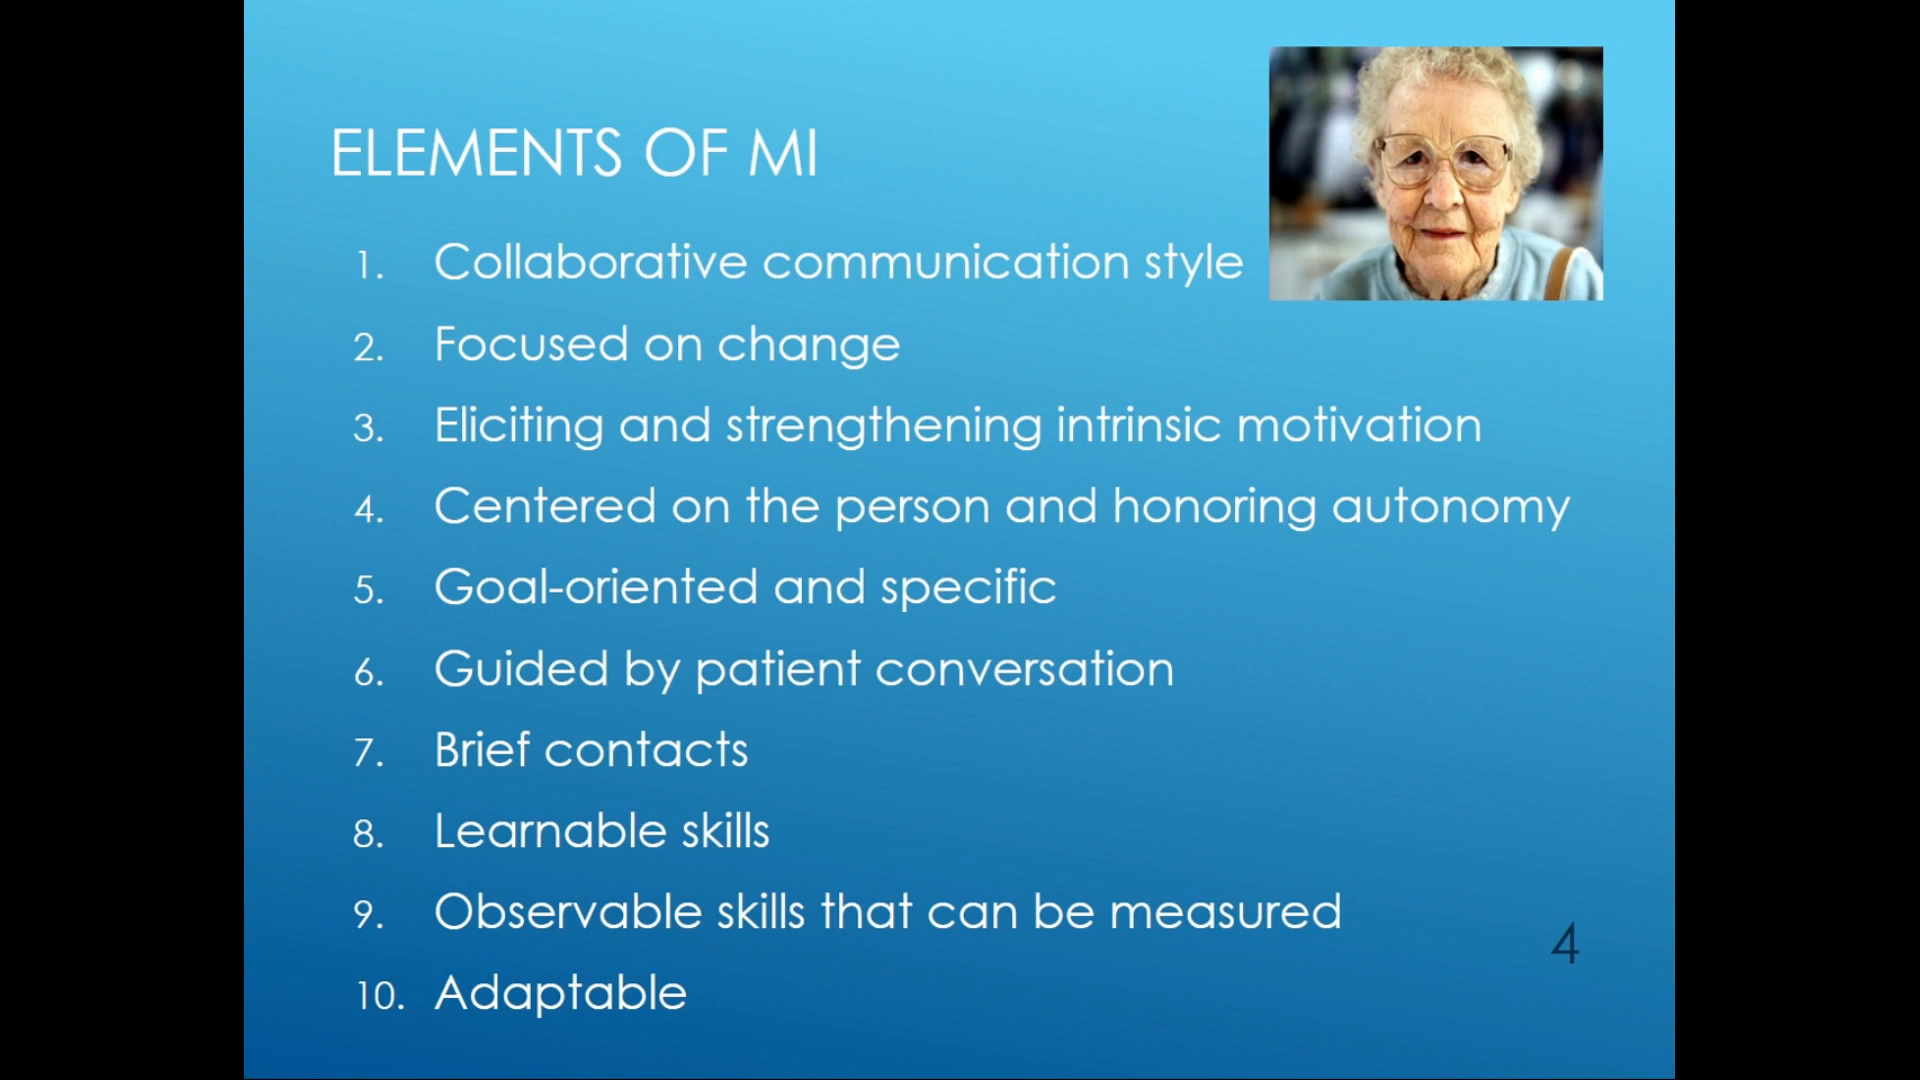 ELEMENTS OF MI
1. Collaborative communication style
2. Focused on change
3. Eliciting and strengthening intrinsic motivation
4. Centered on the person and honoring autonomy
5. Goal-oriented and specific
6. Guided by patient conversation
7. Brief contacts
8. Learnable skills
9. Observable skills that can be measured
10. Adaptable
4